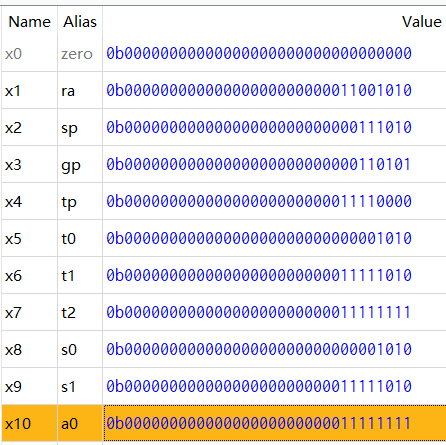 Name Alias Value
x0 zero 0b00000000000000000000000000000000
x1 ra 0b00000000000000000000000011001010
x2 sp 0b00000000000000000000000000111010
x3 gp 0b00000000000000000000000000110101
x4 tp 0b00000000000000000000000011110000
x5 t0 0b00000000000000000000000000001010
x6 t1 0b00000000000000000000000011111010
x7 t2 0b00000000000000000000000011111111
x8 s0 0b00000000000000000000000000001010
x9 s1 0b00000000000000000000000011111010
x10 a0 0b00000000000000000000000011111111